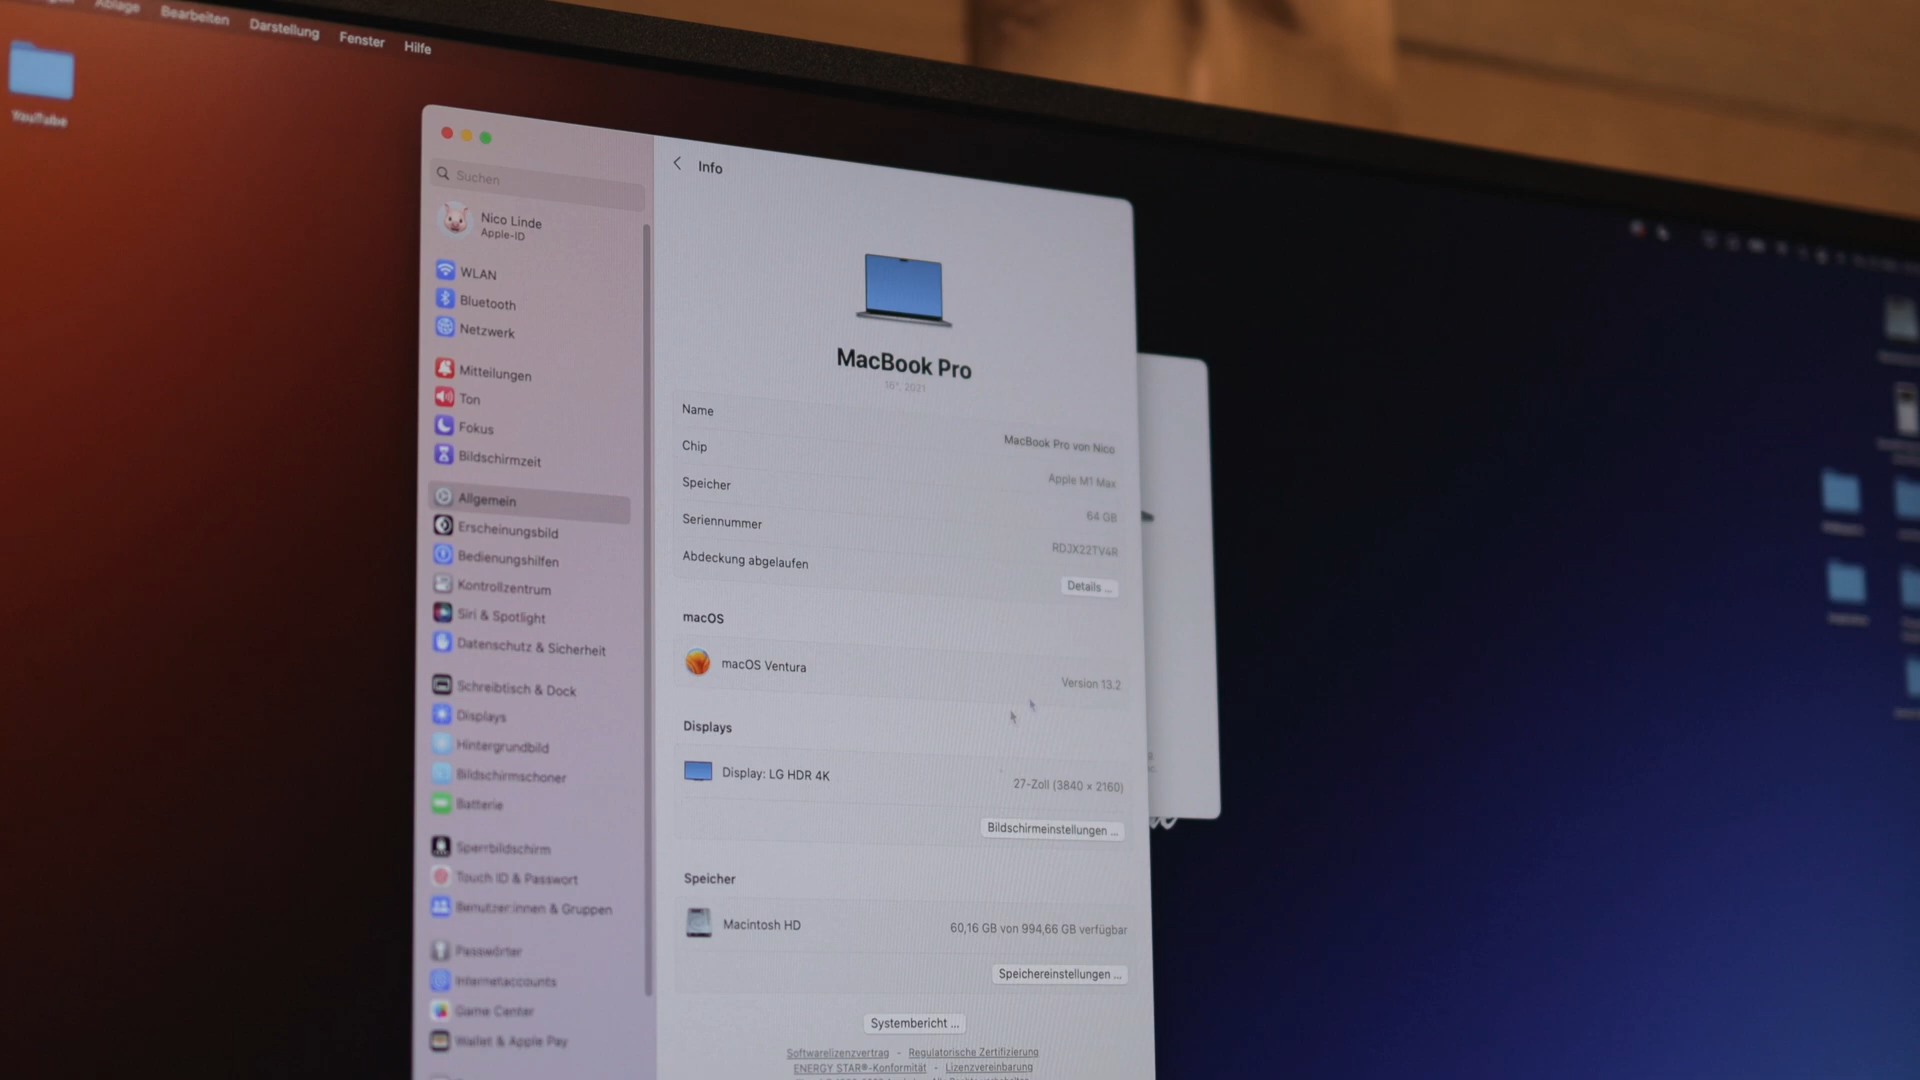 Ablage Bearbeiten Darstellung Fenster Hilfe
YouTube
Suchen
Nico Linde
Apple-ID
WLAN
Bluetooth
Netzwerk
Mitteilungen
Ton
Fokus
Bildschirmzeit
Allgemein
Erscheinungsbild
Bedienungshilfen
Kontrollzentrum
Siri & Spotlight
Datenschutz & Sicherheit
Schreibtisch & Dock
Displays
Hintergrundbild
Bildschirmschoner
Batterie
Sperrbildschirm
Touch ID & Passwort
Benutzer:innen & Gruppen
Passwörter
Internetaccounts
Game Center
Wallet & Apple Pay
Info
MacBook Pro
16", 2021
Name MacBook Pro von Nico
Chip Apple M1 Max
Speicher 64 GB
Seriennummer RDJX22TV4R
Abdeckung abgelaufen Details ...
macOS
macOS Ventura Version 13.2
Displays
Display: LG HDR 4K 27-Zoll (3840 × 2160)
Bildschirmeinstellungen ...
Speicher
Macintosh HD 60,16 GB von 994,66 GB verfügbar
Speichereinstellungen ...
Systembericht ...
Softwarelizenzvertrag - Regulatorische Zertifizierung
ENERGY STAR®-Konformität - Lizenzvereinbarung